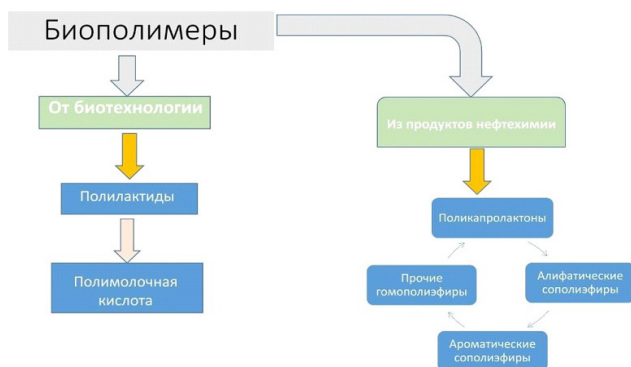 Биополимеры
От биотехнологии
Из продуктов нефтехимии
Полилактиды
Поликапролактоны
Полимолочная
кислота
Прочие
гомополиэфиры
Алифатические
сополиэфиры
Ароматические
сополиэфиры